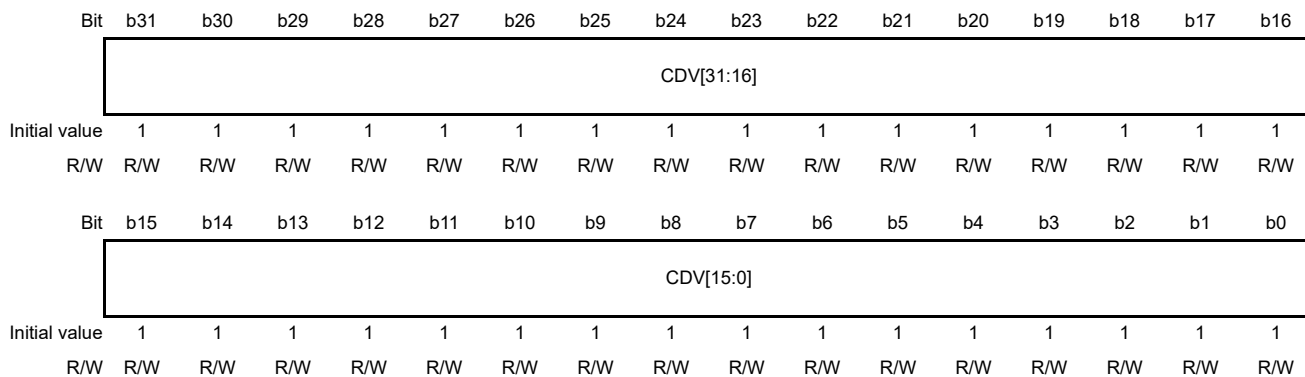 Bit b31 b30 b29 b28 b27 b26 b25 b24 b23 b22 b21 b20 b19 b18 b17 b16
CDV[31:16]
Initial value 1 1 1 1 1 1 1 1 1 1 1 1 1 1 1 1
R/W R/W R/W R/W R/W R/W R/W R/W R/W R/W R/W R/W R/W R/W R/W R/W R/W
Bit b15 b14 b13 b12 b11 b10 b9 b8 b7 b6 b5 b4 b3 b2 b1 b0
CDV[15:0]
Initial value 1 1 1 1 1 1 1 1 1 1 1 1 1 1 1 1
R/W R/W R/W R/W R/W R/W R/W R/W R/W R/W R/W R/W R/W R/W R/W R/W R/W